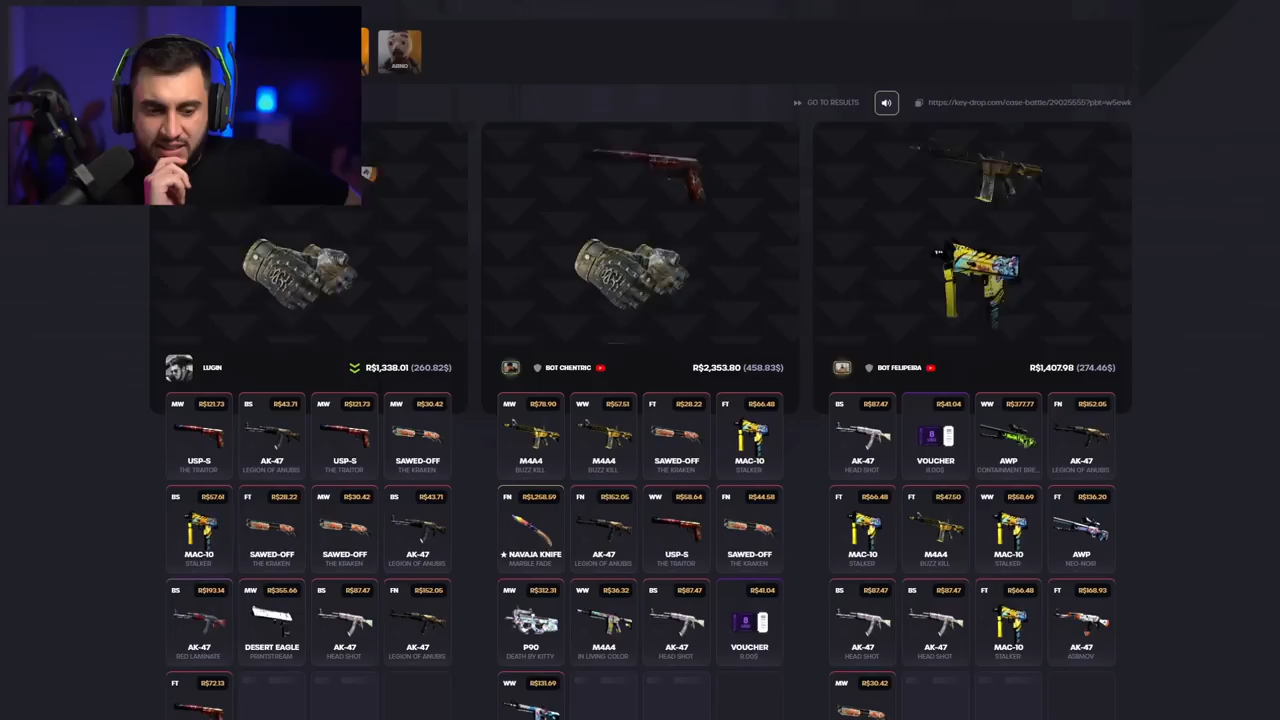 ABRID
GO TO RESULTS
https://key-drop.com/case-battle/29025555?pbt=w5ewk
LUGIN R$1,338.01 (260.82$)
BOT CHENTRIC R$2,353.80 (458.83$)
BOT FELIPEIRA R$1,407.98 (274.46$)
MW R$121.73 BS R$43.71 MW R$121.73 MW R$30.42
USP-S AK-47 USP-S SAWED-OFF
THE TRAITOR LEGION OF ANUBIS THE TRAITOR THE KRAKEN
MW R$78.90 WW R$57.51 FT R$28.22 FT R$66.48
M4A4 M4A4 SAWED-OFF MAC-10
BUZZ KILL BUZZ KILL THE KRAKEN STALKER
BS R$87.47 R$41.04 WW R$377.77 FN R$152.05
AK-47 VOUCHER AWP AK-47
HEAD SHOT 8.00$ CONTAINMENT BRE... LEGION OF ANUBIS
BS R$57.61 FT R$28.22 MW R$30.42 BS R$43.71
MAC-10 SAWED-OFF SAWED-OFF AK-47
STALKER THE KRAKEN THE KRAKEN LEGION OF ANUBIS
FN R$1,258.59 FN R$152.05 WW R$58.64 FN R$44.58
★ NAVAJA KNIFE AK-47 USP-S SAWED-OFF
MARBLE FADE LEGION OF ANUBIS THE TRAITOR THE KRAKEN
FT R$66.48 FT R$47.50 WW R$58.69 FT R$136.20
MAC-10 M4A4 MAC-10 AWP
STALKER BUZZ KILL STALKER NEO-NOIR
BS R$193.14 MW R$355.66 BS R$87.47 FN R$152.05
AK-47 DESERT EAGLE AK-47 AK-47
RED LAMINATE PRINTSTREAM HEAD SHOT LEGION OF ANUBIS
MW R$312.31 WW R$36.32 BS R$87.47 R$41.04
P90 M4A4 AK-47 VOUCHER
DEATH BY KITTY IN LIVING COLOR HEAD SHOT 8.00$
BS R$87.47 BS R$87.47 FT R$66.48 FT R$168.93
AK-47 AK-47 MAC-10 AK-47
HEAD SHOT HEAD SHOT STALKER ASIIMOV
FT R$72.13
WW R$131.69
MW R$30.42